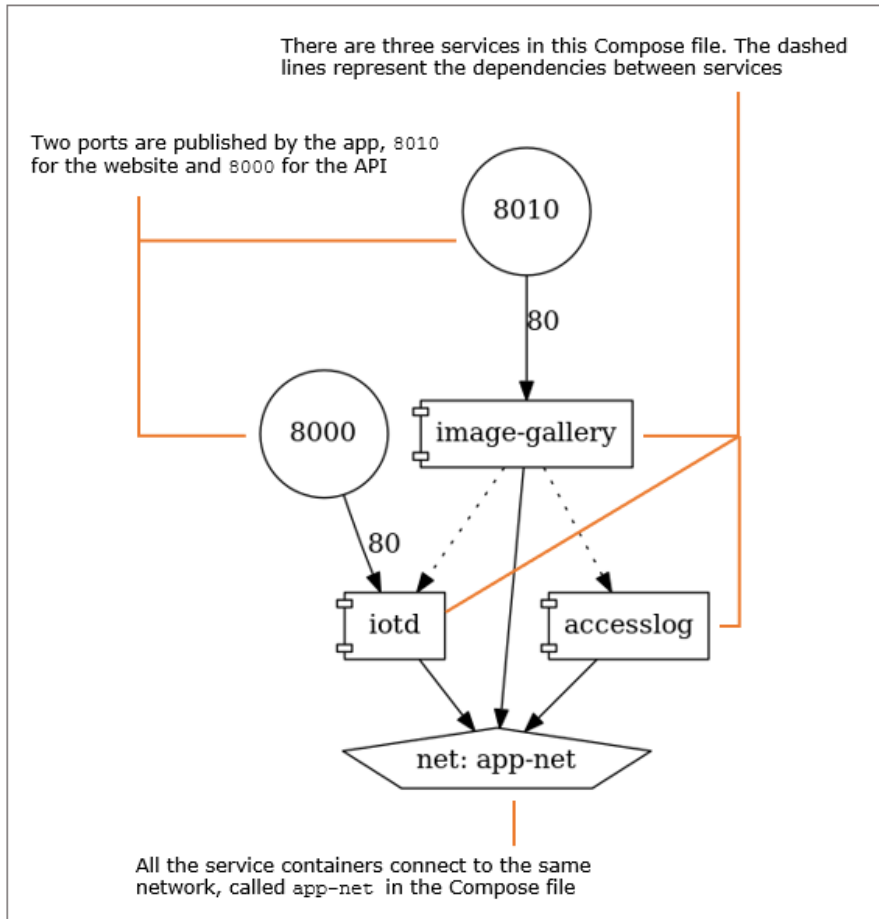 There are three services in this Compose file. The dashed
lines represent the dependencies between services
Two ports are published by the app, 8010
for the website and 8000 for the API
8010
80
8000
image-gallery
80
iotd
accesslog
net: app-net
All the service containers connect to the same
network, called app-net in the Compose file